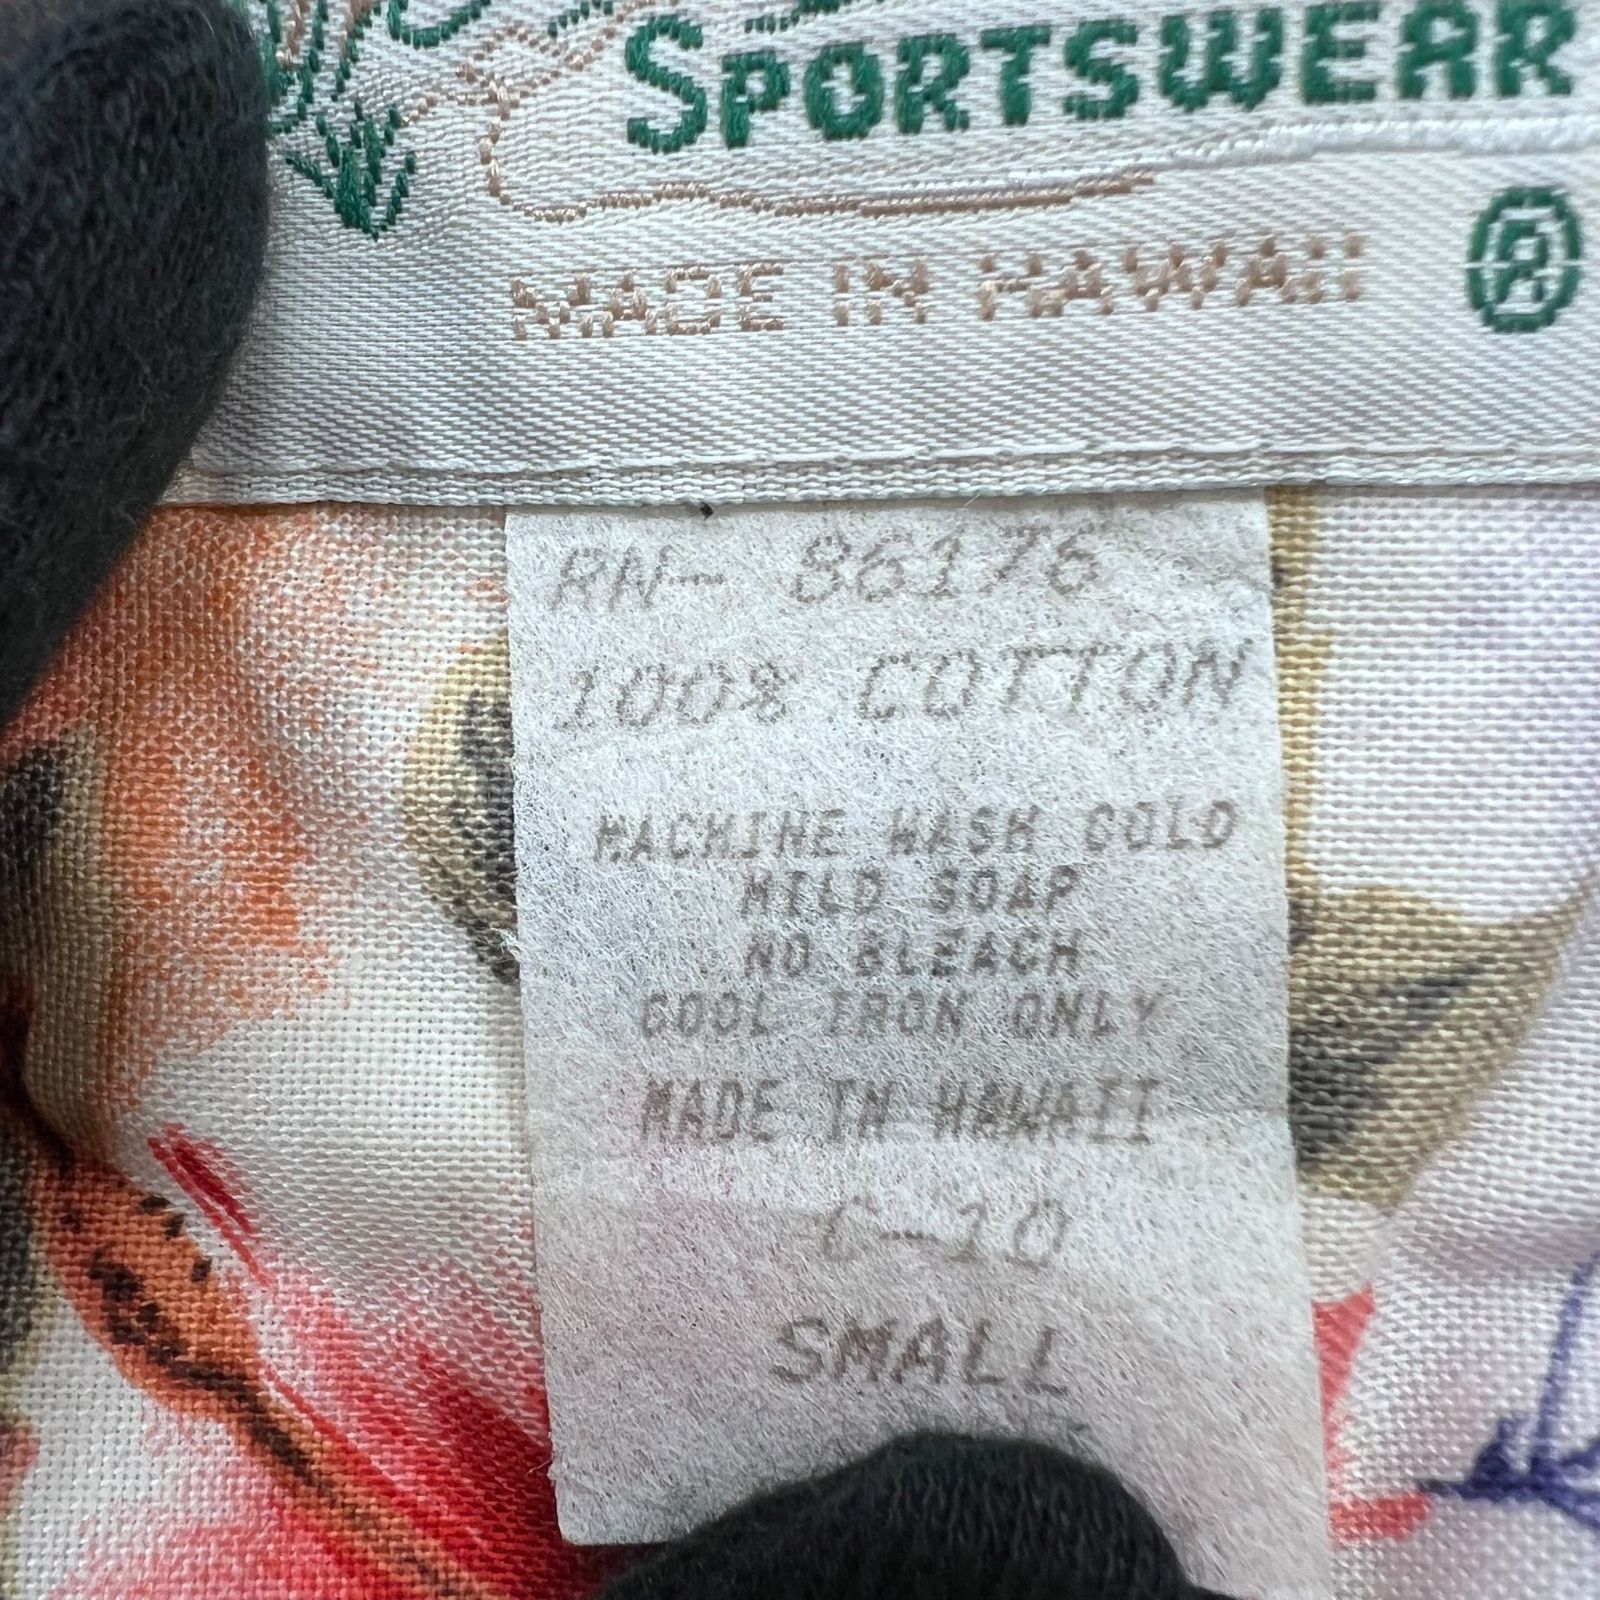 SPORTSWEAR
MADE IN HAWAII ®
RN- 86176
100% COTTON
MACHINE WASH COLD
MILD SOAP
NO BLEACH
COOL IRON ONLY
MADE IN HAWAII
C-10
SMALL